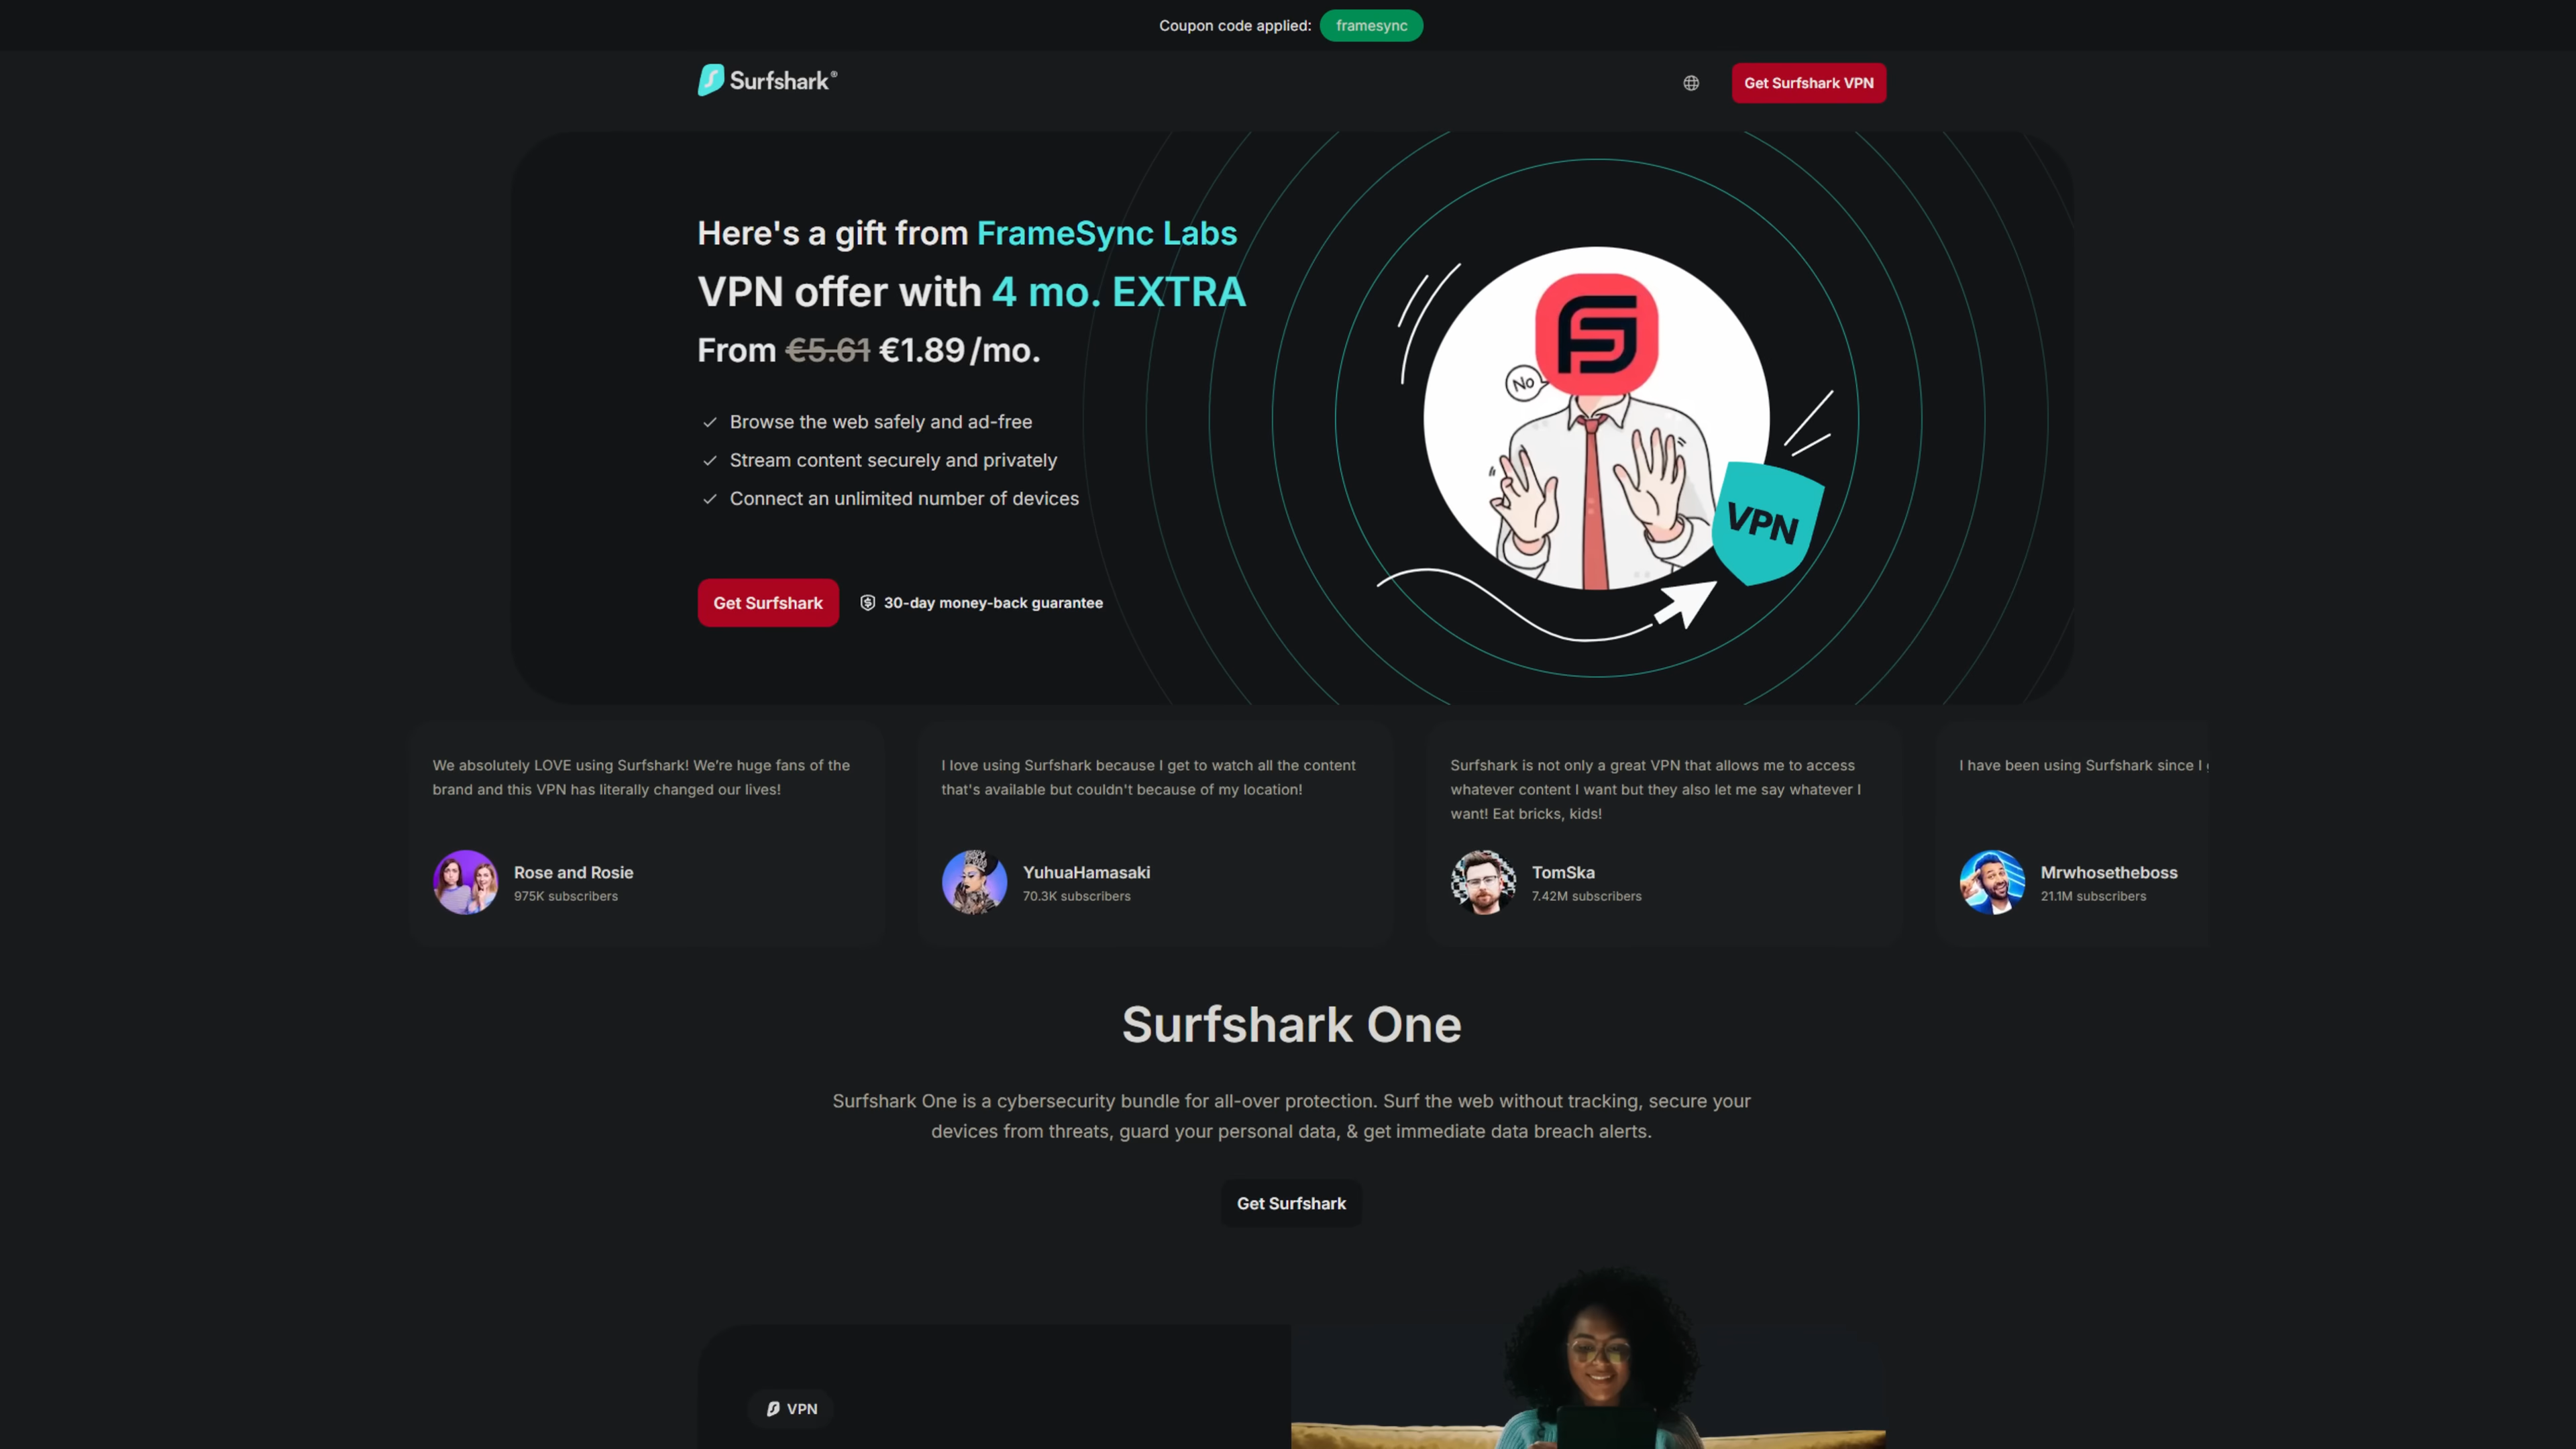 Coupon code applied: framesync
Surfshark®
Get Surfshark VPN
Here's a gift from FrameSync Labs
VPN offer with 4 mo. EXTRA
From €5.61 €1.89/mo.
Browse the web safely and ad-free
Stream content securely and privately
Connect an unlimited number of devices
Get Surfshark
30-day money-back guarantee
No
VPN
We absolutely LOVE using Surfshark! We're huge fans of the
brand and this VPN has literally changed our lives!
Rose and Rosie
975K subscribers
I love using Surfshark because I get to watch all the content
that's available but couldn't because of my location!
YuhuaHamasaki
70.3K subscribers
Surfshark is not only a great VPN that allows me to access
whatever content I want but they also let me say whatever I
want! Eat bricks, kids!
TomSka
7.42M subscribers
I have been using Surfshark since I
Mrwhosetheboss
21.1M subscribers
Surfshark One
Surfshark One is a cybersecurity bundle for all-over protection. Surf the web without tracking, secure your
devices from threats, guard your personal data, & get immediate data breach alerts.
Get Surfshark
VPN